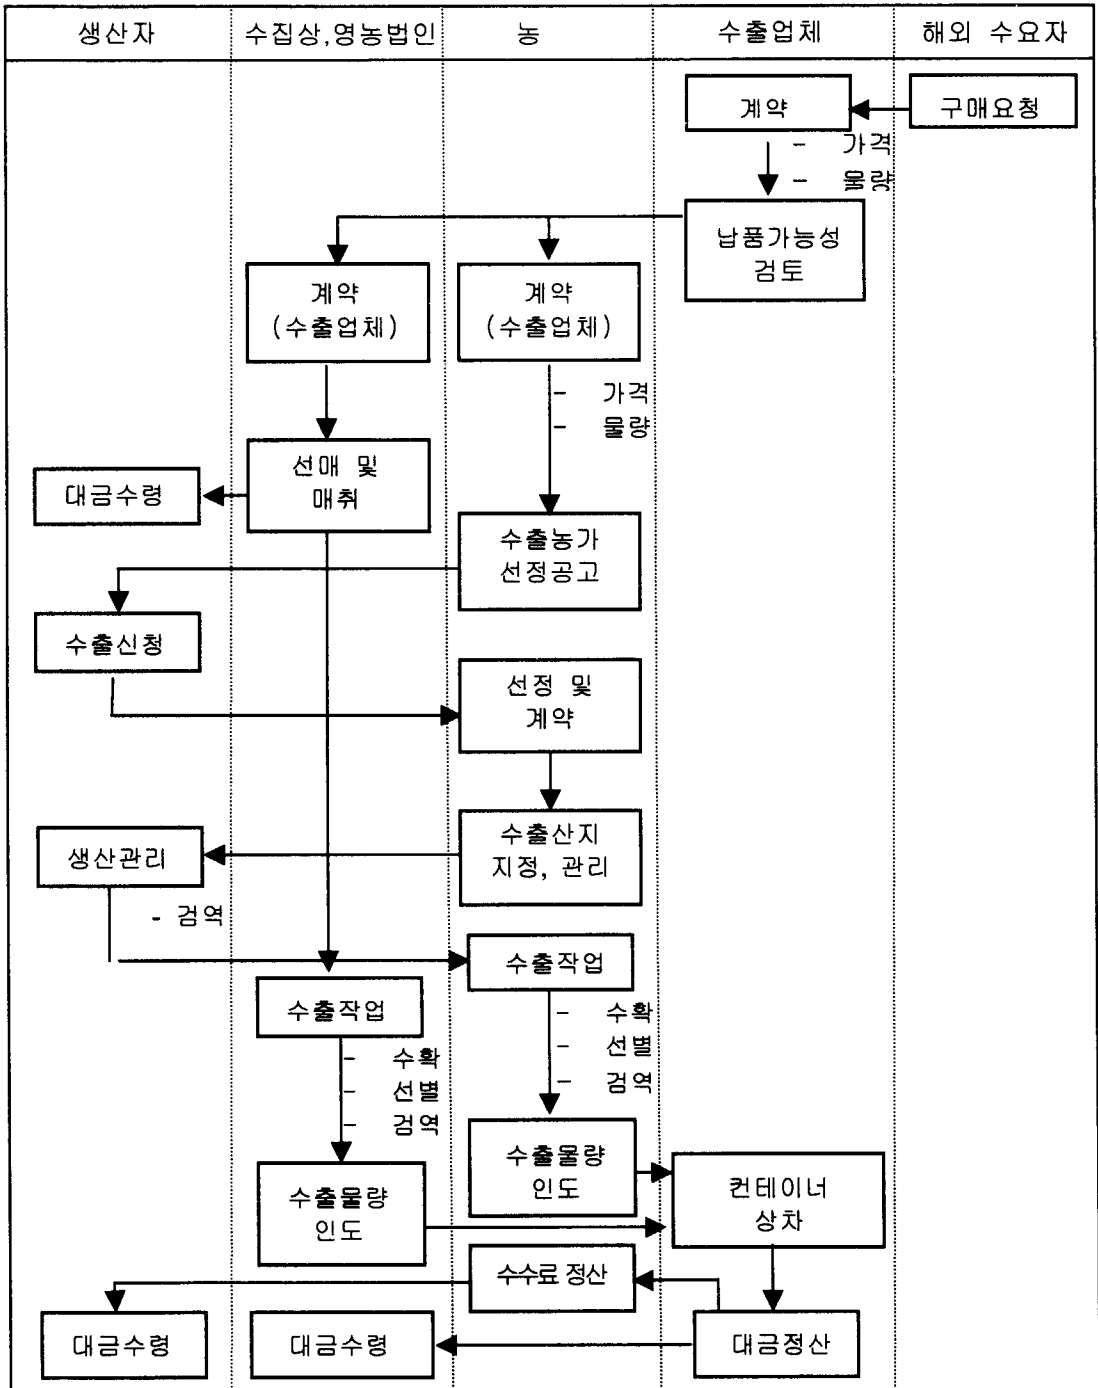 생산자
수집상,영농법인
농
수출업체
해외 수요자
계약
구매요청
- 가격
- 물량
납품가능성
검토
계약
(수출업체)
계약
(수출업체)
- 가격
- 물량
선매 및
매취
대금수령
수출농가
선정공고
수출신청
선정 및
계약
수출산지
지정, 관리
생산관리
- 검역
수출작업
수출작업
- 수확
- 선별
- 검역
- 수확
- 선별
- 검역
수출물량
인도
수출물량
인도
컨테이너
상차
수수료 정산
대금수령
대금수령
대금정산